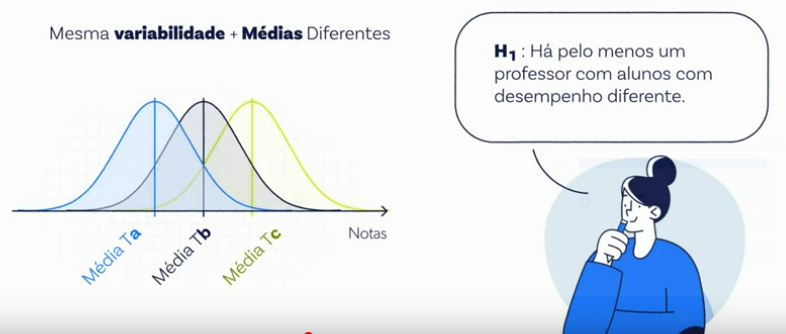 Mesma variabilidade + Médias Diferentes
H1 : Há pelo menos um
professor com alunos com
desempenho diferente.
Notas
Média Ta
Média Tb
Média Tc